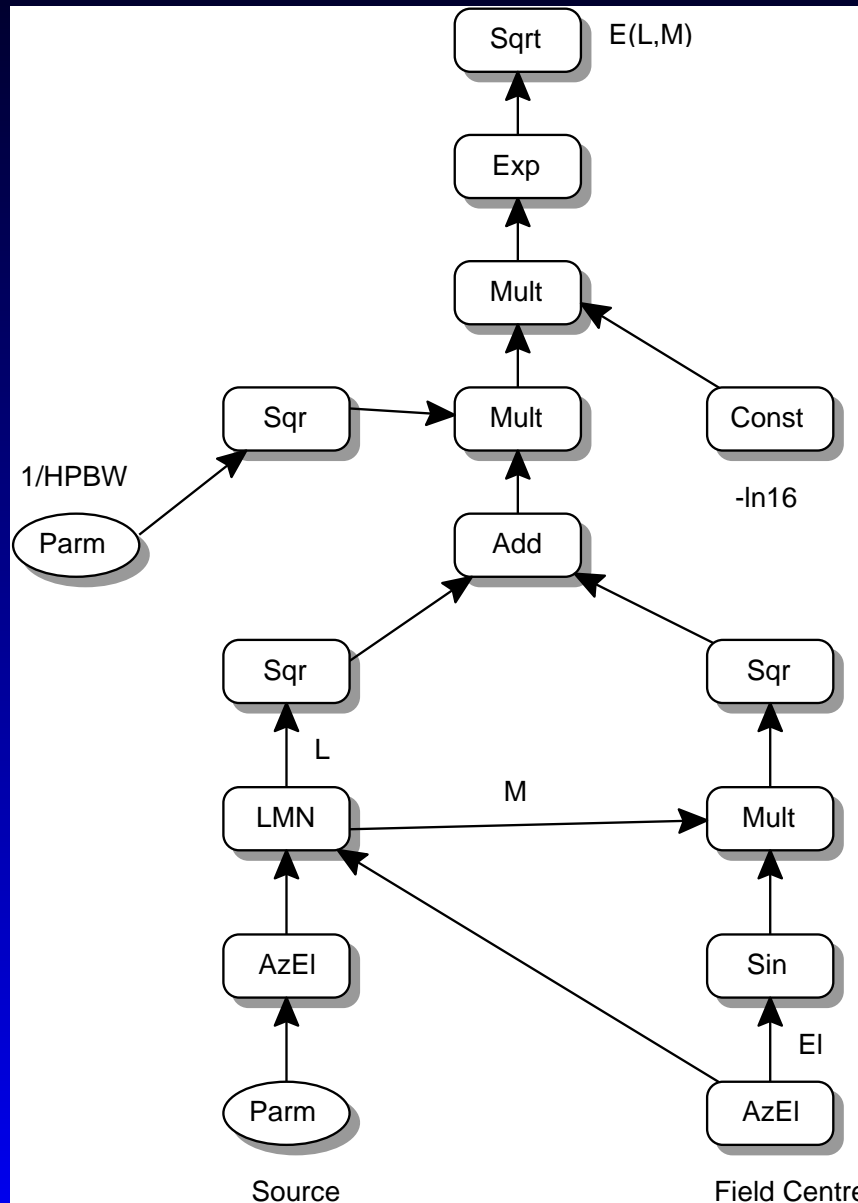 Sqrt E(L,M)
Exp
Mult
Sqr Mult Const
1/HPBW
-ln16
Parm Add
Sqr Sqr
L
M
LMN Mult
AzEl Sin
El
Parm AzEl
Source Field Centre